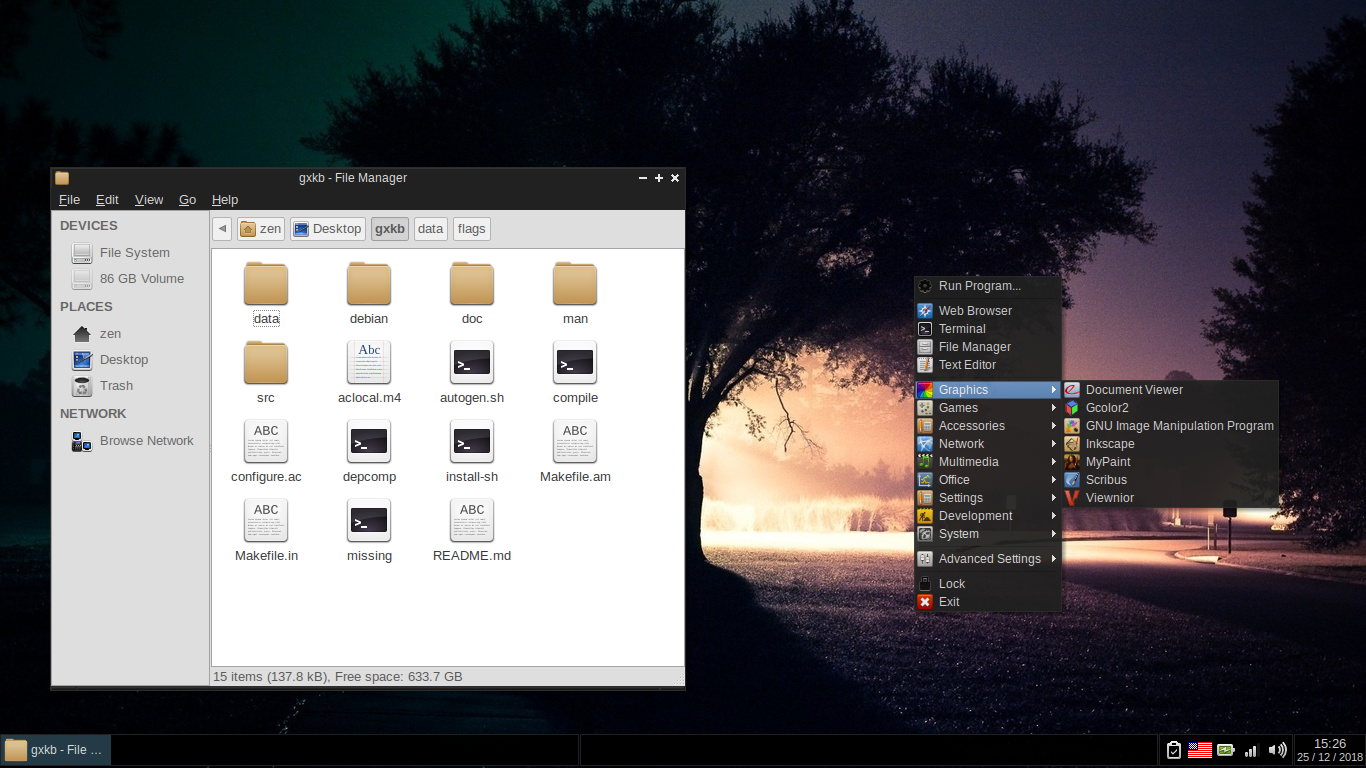 gxkb - File Manager
File Edit View Go Help
DEVICES
File System
86 GB Volume
PLACES
zen
Desktop
Trash
NETWORK
Browse Network
zen Desktop gxkb data flags
data debian doc man
src aclocal.m4 autogen.sh compile
configure.ac depcomp install-sh Makefile.am
Makefile.in missing README.md
15 items (137.8 kB), Free space: 633.7 GB
Run Program...
Web Browser
Terminal
File Manager
Text Editor
Graphics
Games
Accessories
Network
Multimedia
Office
Settings
Development
System
Advanced Settings
Lock
Exit
Document Viewer
Gcolor2
GNU Image Manipulation Program
Inkscape
MyPaint
Scribus
Viewnior
gxkb - File ...
15:26
25 / 12 / 2018